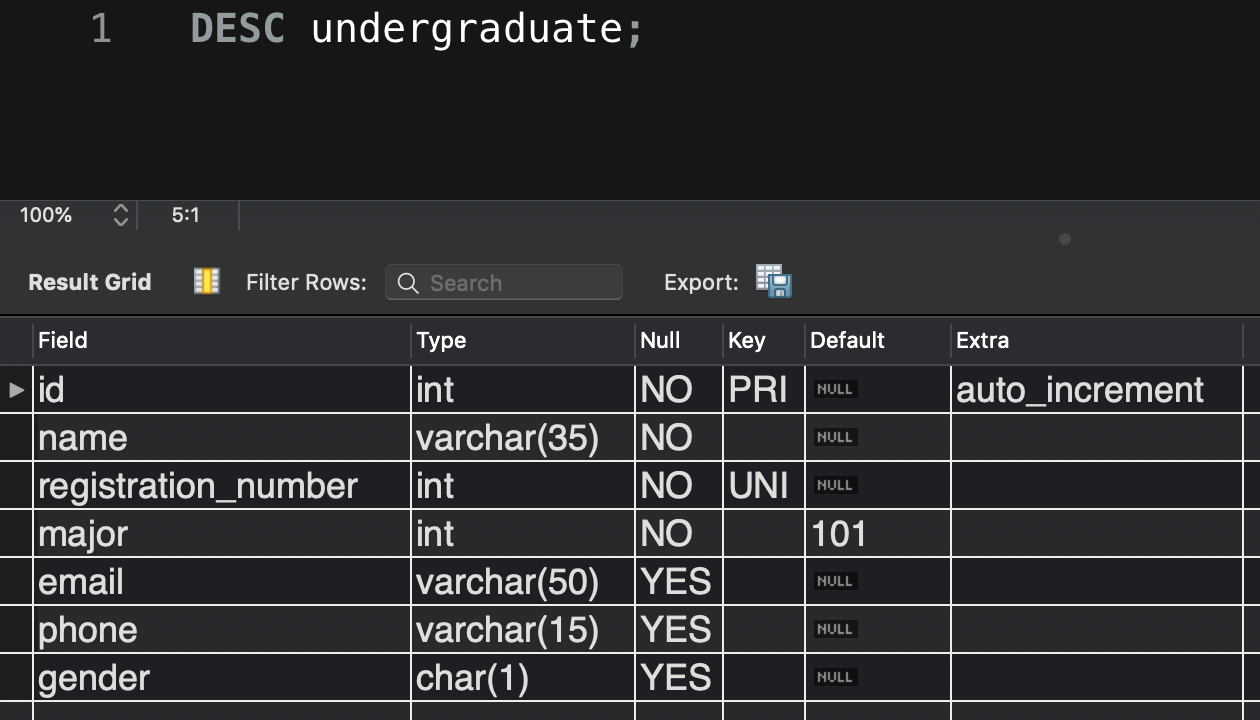 1 DESC undergraduate;
100% 5:1
Result Grid Filter Rows: Search Export:
Field Type Null Key Default Extra
id int NO PRI NULL auto_increment
name varchar(35) NO NULL
registration_number int NO UNI NULL
major int NO 101
email varchar(50) YES NULL
phone varchar(15) YES NULL
gender char(1) YES NULL